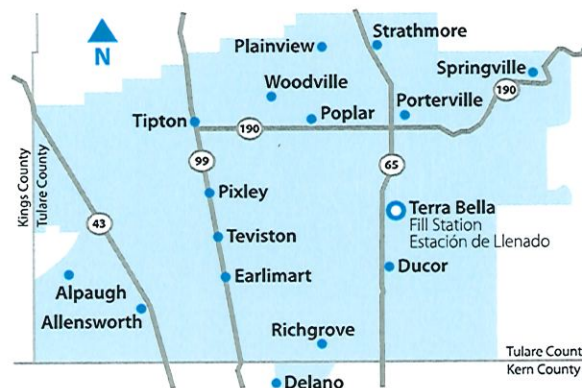 Strathmore
Plainview
Springville
N
Woodville
190
Porterville
Tipton
Poplar
190
99
65
Kings County
Tulare County
Pixley
Terra Bella
Fill Station
Estación de Llenado
43
Teviston
Ducor
Earlimart
Alpaugh
Allensworth
Richgrove
Tulare Count
Kern County
Delano